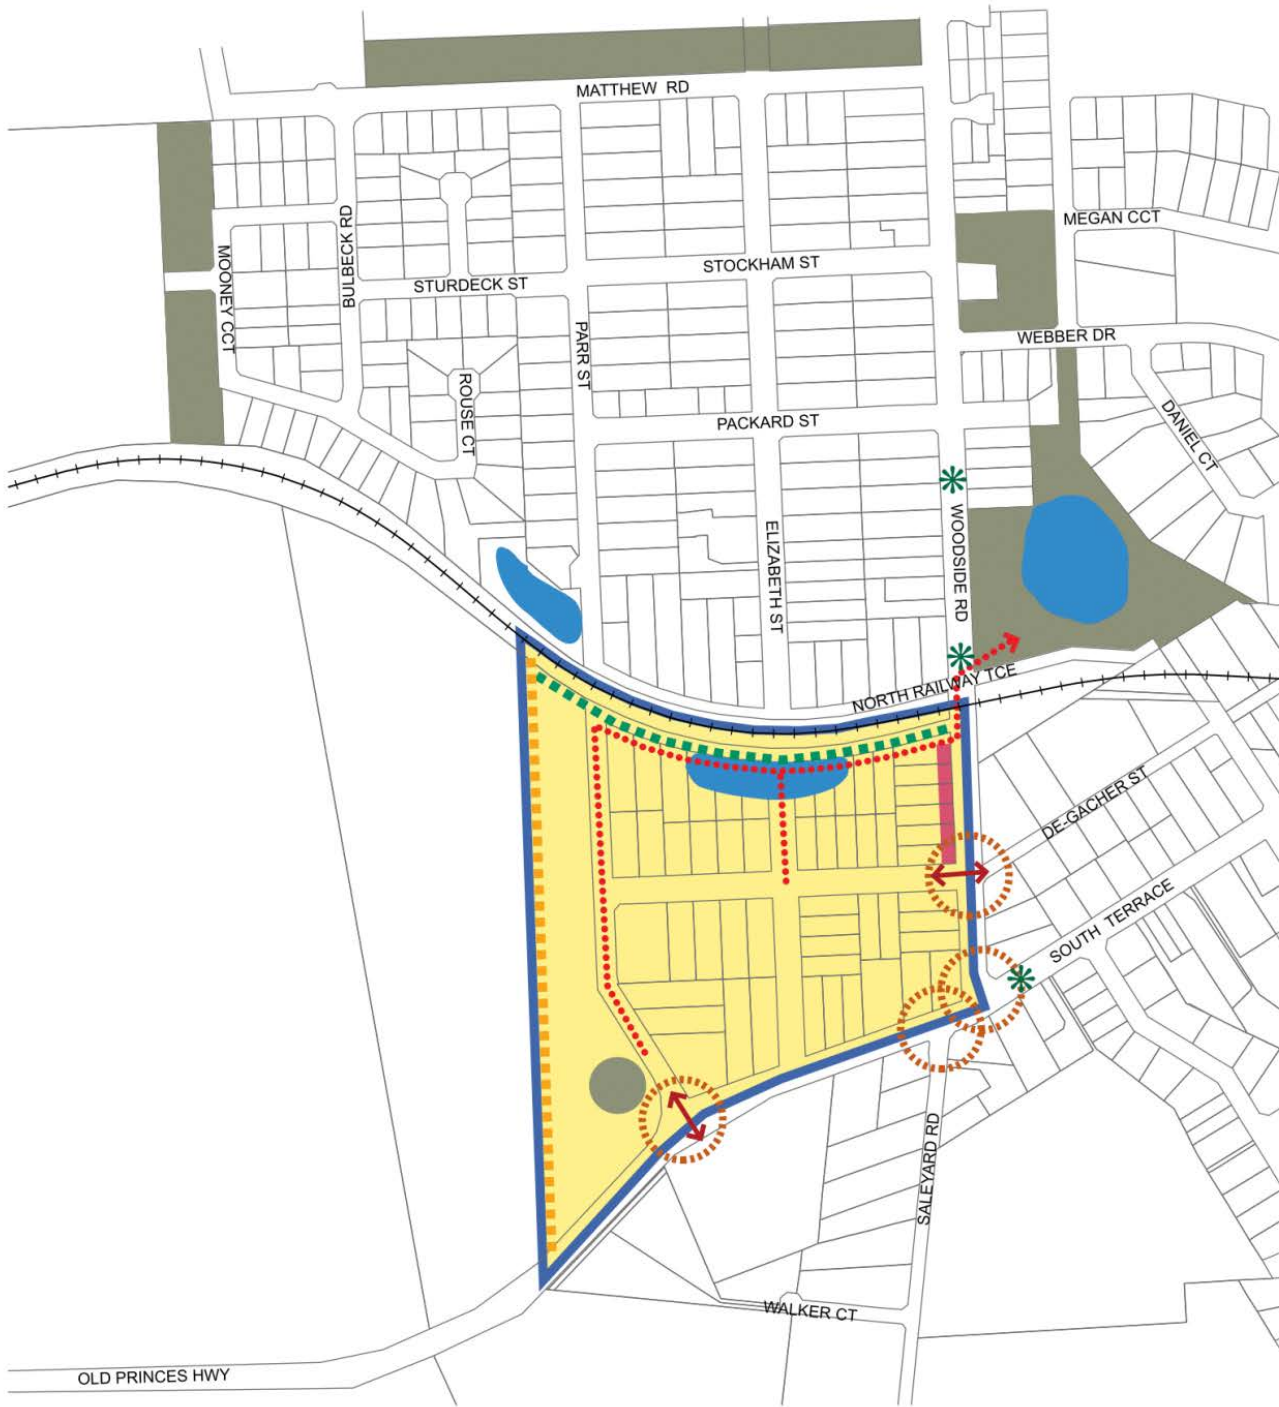 MATTHEW RD
MEGAN CCT
BULBECK RD
MOONEY CCT
STOCKHAM ST
STURDECK ST
WEBBER DR
PARR ST
ROUSE CT
DANIEL CT
PACKARD ST
ELIZABETH ST
WOODSIDE RD
NORTH RAILWAY TCE
DE-GACHER ST
SOUTH TERRACE
SALEYARD RD
WALKER CT
OLD PRINCES HWY